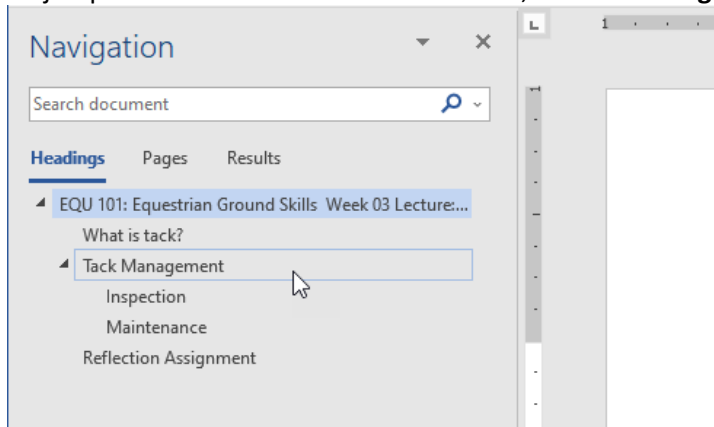 Navigation
Search document
Headings Pages Results
EQU 101: Equestrian Ground Skills Week 03 Lecture:...
What is tack?
Tack Management
Inspection
Maintenance
Reflection Assignment
L
1
1